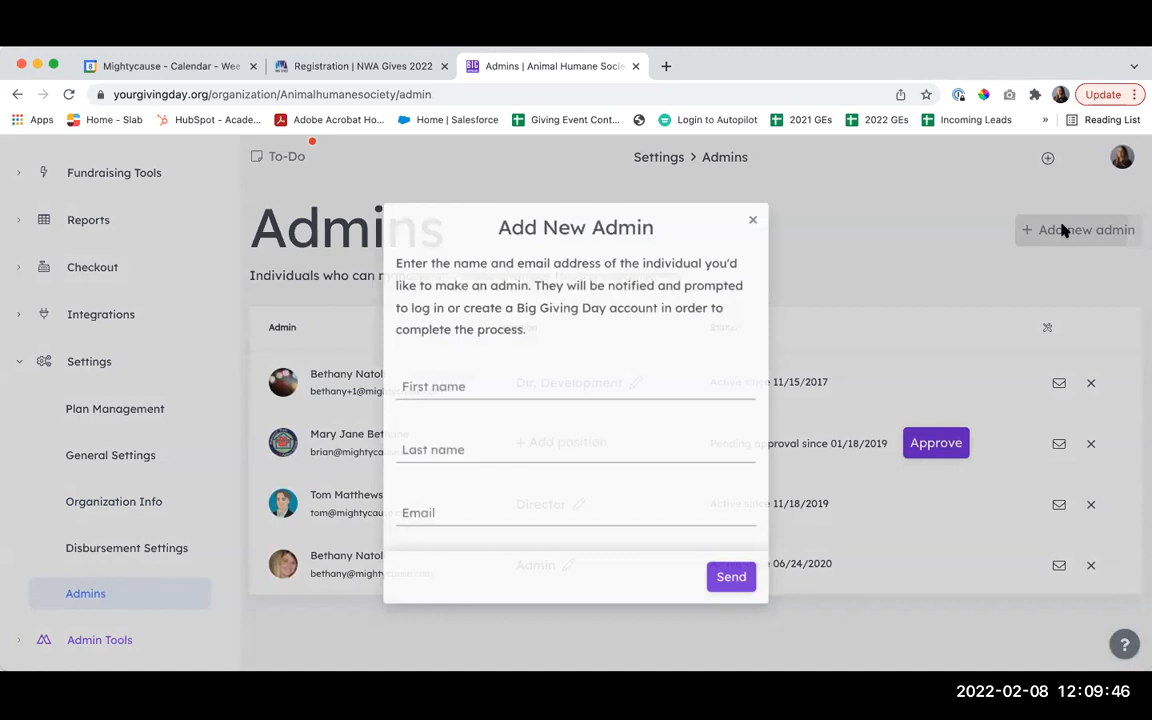 Mightycause - Calendar - Wee
Registration | NWA Gives 2022
Admins | Animal Humane Socie
yourgivingday.org/organization/Animalhumanesociety/admin
Update
Apps
Home - Slab
HubSpot - Acade...
Adobe Acrobat Ho...
Home | Salesforce
Giving Event Cont...
Login to Autopilot
2021 GEs
2022 GEs
Incoming Leads
»
Reading List
Fundraising Tools
Reports
Checkout
Integrations
Settings
Plan Management
General Settings
Organization Info
Disbursement Settings
Admins
Admin Tools
To-Do
Settings > Admins
Admins
+ Add new admin
Individuals who can
Admin
Bethany Natol
bethany+1@might
Dir, Development
Active since 11/15/2017
Mary Jane Bethune
brian@mightycause.c
+ Add position
Pending approval since 01/18/2019
Approve
Tom Matthews
tom@mightycause
Director
Active since 11/18/2019
Bethany Natol
bethany@mightycause.com
Admin
06/24/2020
Add New Admin
Enter the name and email address of the individual you'd
like to make an admin. They will be notified and prompted
to log in or create a Big Giving Day account in order to
complete the process.
First name
Last name
Email
Send
?
2022-02-08 12:09:46